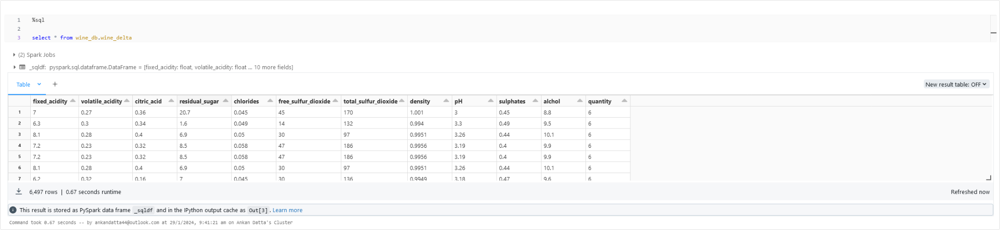 1 %sql
2
3 select * from wine_db.wine_delta
(2) Spark Jobs
_sqldf: pyspark.sql.dataframe.DataFrame = [fixed_acidity: float, volatile_acidity: float ... 10 more fields]
Table + New result table: OFF
fixed_acidity volatile_acidity citric_acid residual_sugar chlorides free_sulfur_dioxide total_sulfur_dioxide density pH sulphates alchol quantity
1 7 0.27 0.36 20.7 0.045 45 170 1.001 3 0.45 8.8 6
2 6.3 0.3 0.34 1.6 0.049 14 132 0.994 3.3 0.49 9.5 6
3 8.1 0.28 0.4 6.9 0.05 30 97 0.9951 3.26 0.44 10.1 6
4 7.2 0.23 0.32 8.5 0.058 47 186 0.9956 3.19 0.4 9.9 6
5 7.2 0.23 0.32 8.5 0.058 47 186 0.9956 3.19 0.4 9.9 6
6 8.1 0.28 0.4 6.9 0.05 30 97 0.9951 3.26 0.44 10.1 6
7 6.2 0.32 0.16 7 0.045 30 136 0.9949 3.18 0.47 9.6 6
6,497 rows | 0.67 seconds runtime Refreshed now
This result is stored as PySpark data frame _sqldf and in the IPython output cache as Out[3]. Learn more
Command took 0.67 seconds -- by ankandatta44@outlook.com at 29/1/2024, 9:41:21 am on Ankan Datta's Cluster